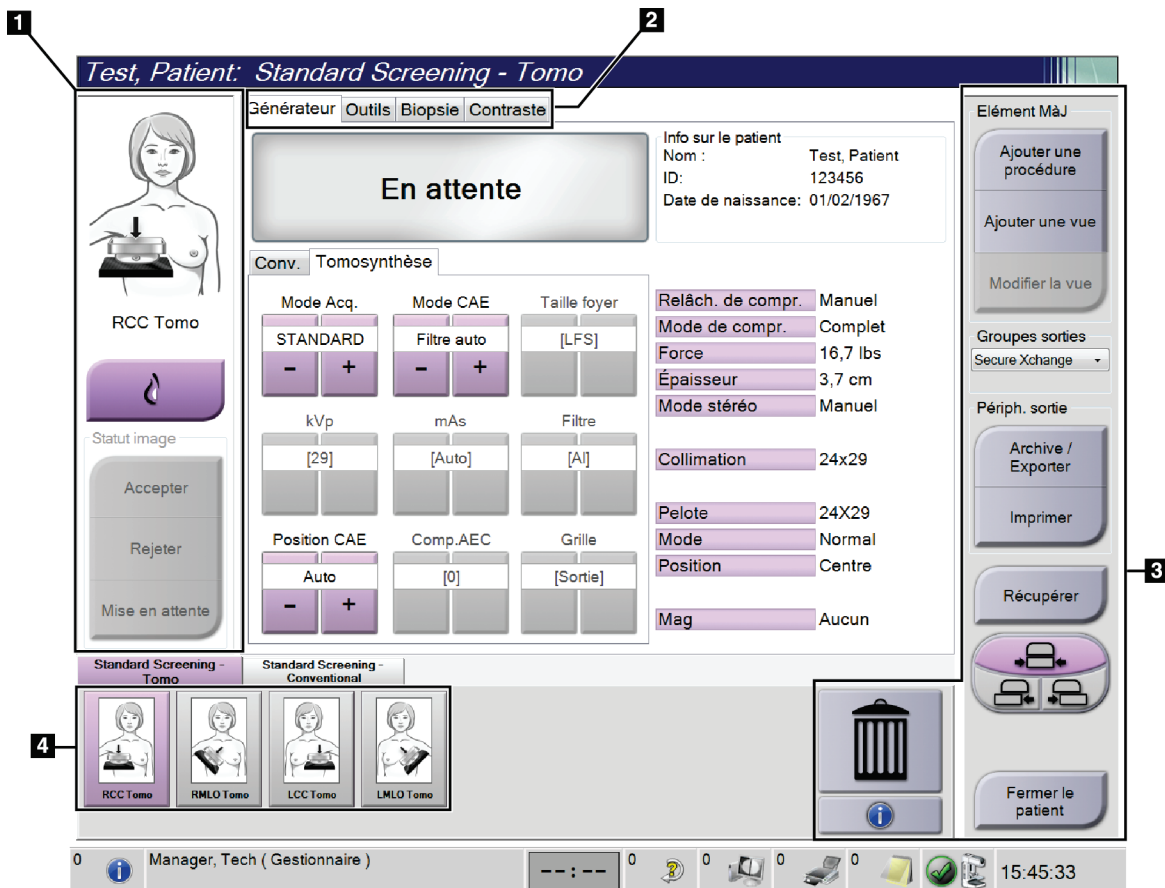 1
2
3
4
Test, Patient: Standard Screening - Tomo
RCC Tomo
Statut image
Accepter
Rejeter
Mise en attente
Générateur Outils Biopsie Contraste
En attente
Info sur le patient
Nom : Test, Patient
ID: 123456
Date de naissance: 01/02/1967
Conv. Tomosynthèse
Mode Acq. Mode CAE Taille foyer
STANDARD Filtre auto [LFS]
- + - +
kVp mAs Filtre
[29] [Auto] [Al]
Position CAE Comp.AEC Grille
Auto [0] [Sortie]
- +
Relâch. de compr. Manuel
Mode de compr. Complet
Force 16,7 lbs
Épaisseur 3,7 cm
Mode stéréo Manuel
Collimation 24x29
Pelote 24X29
Mode Normal
Position Centre
Mag Aucun
Elément MàJ
Ajouter une
procédure
Ajouter une vue
Modifier la vue
Groupes sorties
Secure Xchange
Périph. sortie
Archive /
Exporter
Imprimer
Récupérer
Fermer le
patient
Standard Screening -
Tomo
Standard Screening -
Conventional
RCC Tomo RMLO Tomo LCC Tomo LMLO Tomo
0 Manager, Tech ( Gestionnaire ) --:-- 0 0 0 0 15:45:33